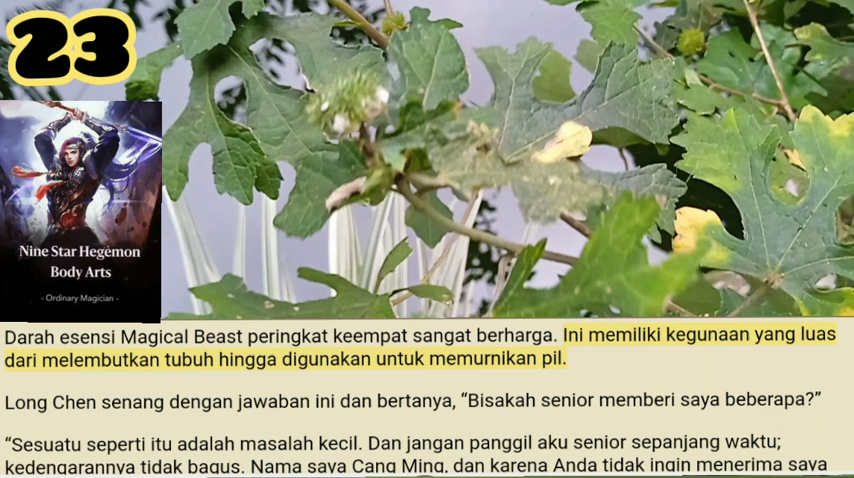 23
Nine Star Hegemon
Body Arts
- Ordinary Magician -
Darah esensi Magical Beast peringkat keempat sangat berharga. Ini memiliki kegunaan yang luas
dari melembutkan tubuh hingga digunakan untuk memurnikan pil.
Long Chen senang dengan jawaban ini dan bertanya, “Bisakah senior memberi saya beberapa?”
“Sesuatu seperti itu adalah masalah kecil. Dan jangan panggil aku senior sepanjang waktu;
kedengarannya tidak bagus. Nama saya Cang Ming, dan karena Anda tidak ingin menerima saya